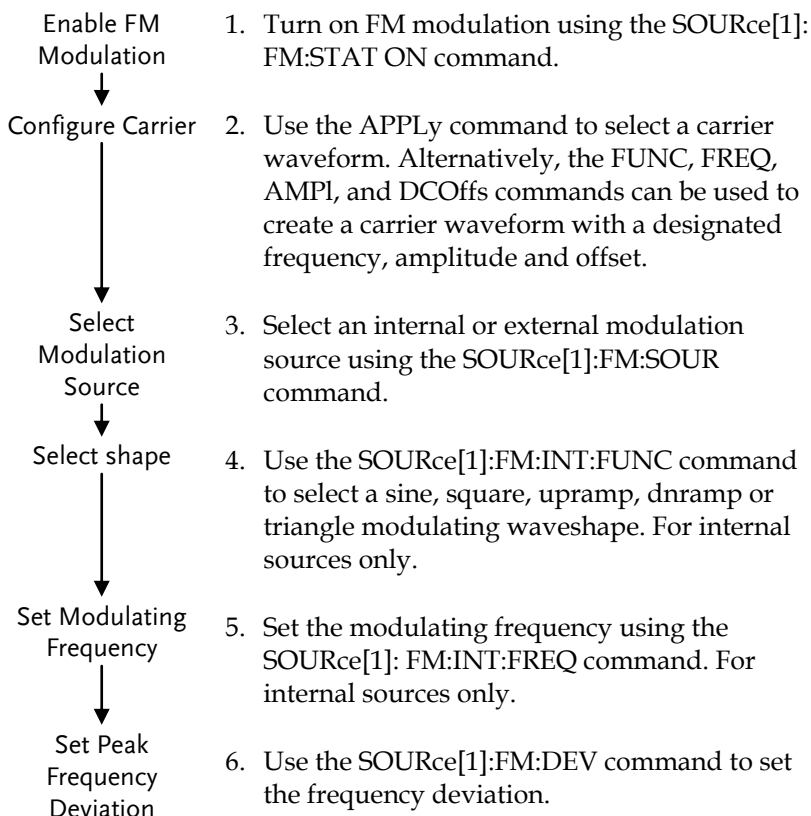 Enable FM
Modulation
1. Turn on FM modulation using the SOURce[1]:
FM:STAT ON command.
Configure Carrier
2. Use the APPLy command to select a carrier
waveform. Alternatively, the FUNC, FREQ,
AMPl, and DCOffs commands can be used to
create a carrier waveform with a designated
frequency, amplitude and offset.
Select
Modulation
Source
3. Select an internal or external modulation
source using the SOURce[1]:FM:SOUR
command.
Select shape
4. Use the SOURce[1]:FM:INT:FUNC command
to select a sine, square, upramp, dnramp or
triangle modulating waveshape. For internal
sources only.
Set Modulating
Frequency
5. Set the modulating frequency using the
SOURce[1]: FM:INT:FREQ command. For
internal sources only.
Set Peak
Frequency
Deviation
6. Use the SOURce[1]:FM:DEV command to set
the frequency deviation.